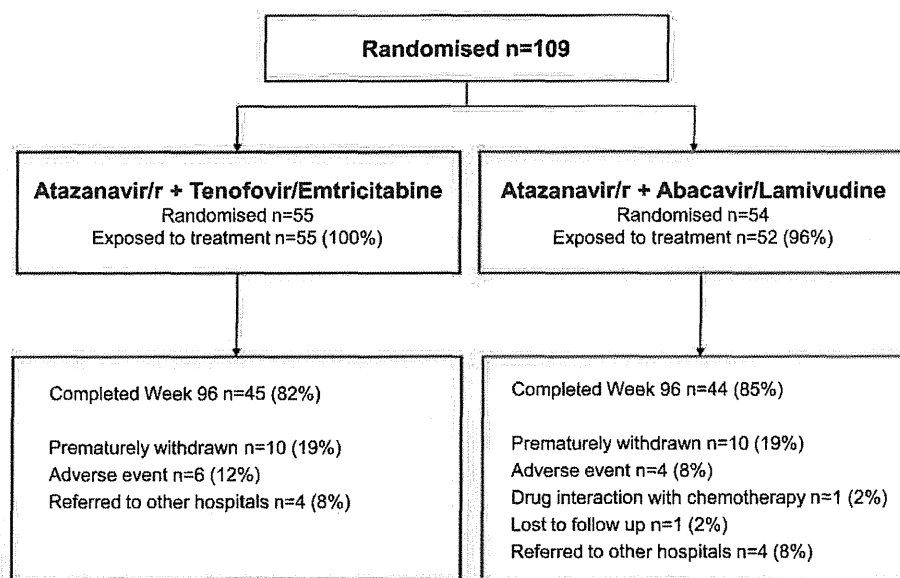 Randomised n=109
Atazanavir/r + Tenofovir/Emtricitabine
Randomised n=55
Exposed to treatment n=55 (100%)
Atazanavir/r + Abacavir/Lamivudine
Randomised n=54
Exposed to treatment n=52 (96%)
Completed Week 96 n=45 (82%)
Prematurely withdrawn n=10 (19%)
Adverse event n=6 (12%)
Referred to other hospitals n=4 (8%)
Completed Week 96 n=44 (85%)
Prematurely withdrawn n=10 (19%)
Adverse event n=4 (8%)
Drug interaction with chemotherapy n=1 (2%)
Lost to follow up n=1 (2%)
Referred to other hospitals n=4 (8%)